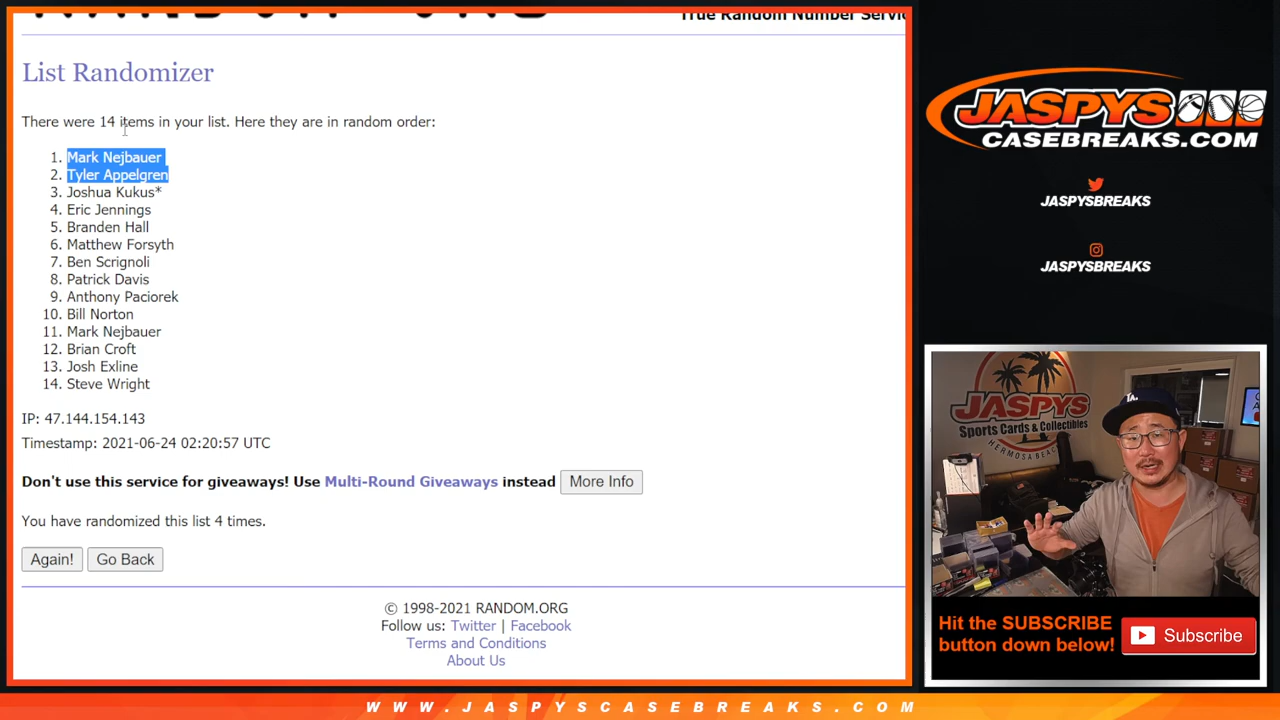 True Random Number Servic
List Randomizer
There were 14 items in your list. Here they are in random order:
1. Mark Nejbauer
2. Tyler Appelgren
3. Joshua Kukus*
4. Eric Jennings
5. Branden Hall
6. Matthew Forsyth
7. Ben Scrignoli
8. Patrick Davis
9. Anthony Paciorek
10. Bill Norton
11. Mark Nejbauer
12. Brian Croft
13. Josh Exline
14. Steve Wright
IP: 47.144.154.143
Timestamp: 2021-06-24 02:20:57 UTC
Don't use this service for giveaways! Use Multi-Round Giveaways instead More Info
You have randomized this list 4 times.
Again! Go Back
© 1998-2021 RANDOM.ORG
Follow us: Twitter | Facebook
Terms and Conditions
About Us
JASPYS
CASEBREAKS.COM
JASPYSBREAKS
JASPYSBREAKS
JASPYS
Sports Cards & Collectibles
HERMOSA BEACH
Hit the SUBSCRIBE
button down below!
Subscribe
WWW.JASPYSCASEBREAKS.COM